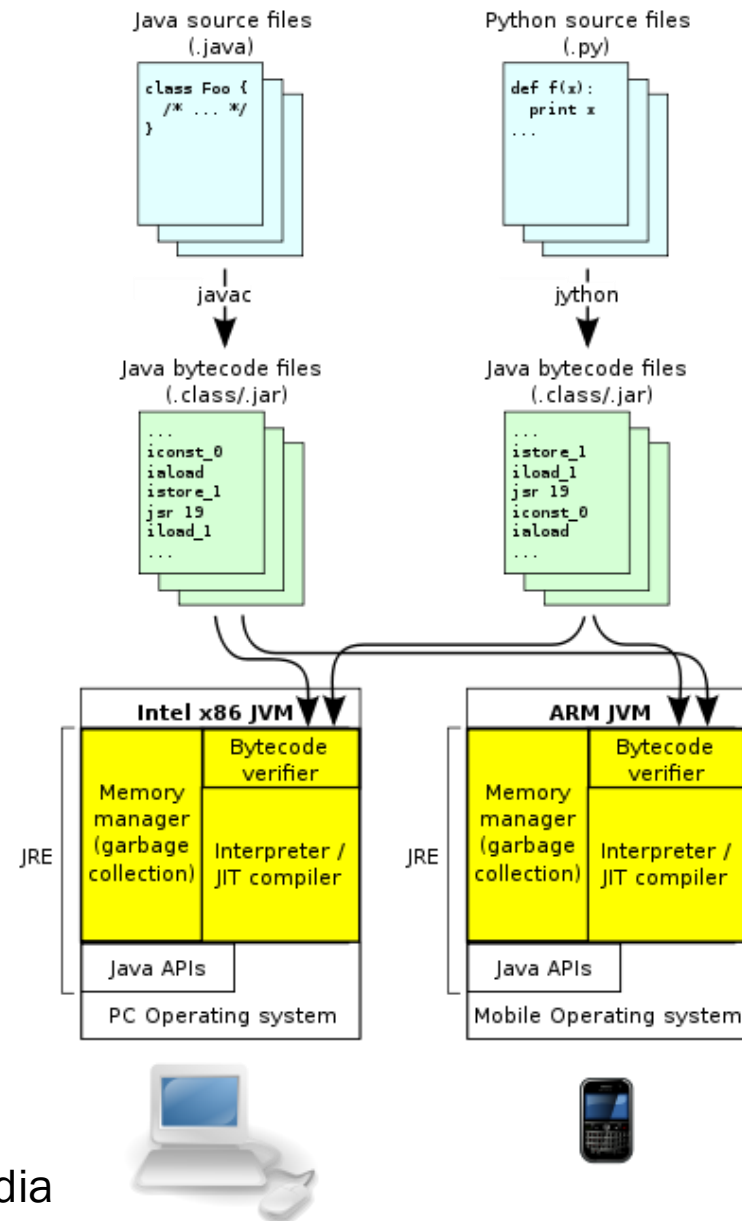 Java source files
(.java)
class Foo {
/* ... */
}
Python source files
(.py)
def f(x):
print x
...
javac
jython
Java bytecode files
(.class/.jar)
...
iconst_0
iaload
istore_1
jsr 19
iload_1
...
Java bytecode files
(.class/.jar)
...
istore_1
iload_1
jsr 19
iconst_0
iaload
...
Intel x86 JVM
Bytecode
verifier
Memory
manager
(garbage
collection)
Interpreter /
JIT compiler
JRE
Java APIs
PC Operating system
ARM JVM
Bytecode
verifier
Memory
manager
(garbage
collection)
Interpreter /
JIT compiler
JRE
Java APIs
Mobile Operating system
dia